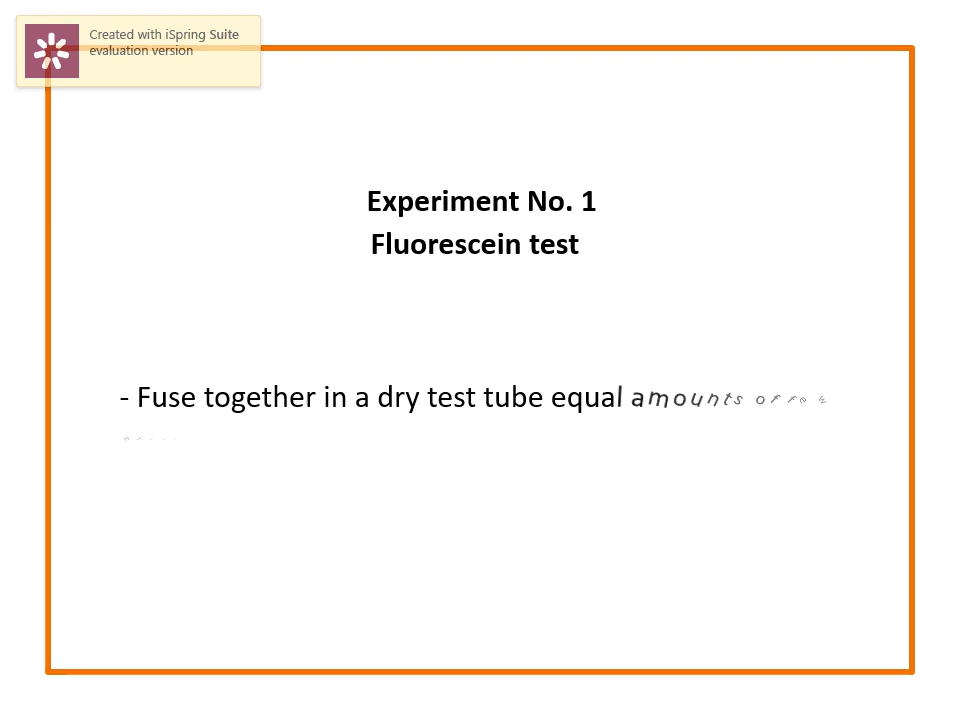 Created with iSpring Suite
evaluation version
Experiment No. 1
Fluorescein test
- Fuse together in a dry test tube equal amounts of